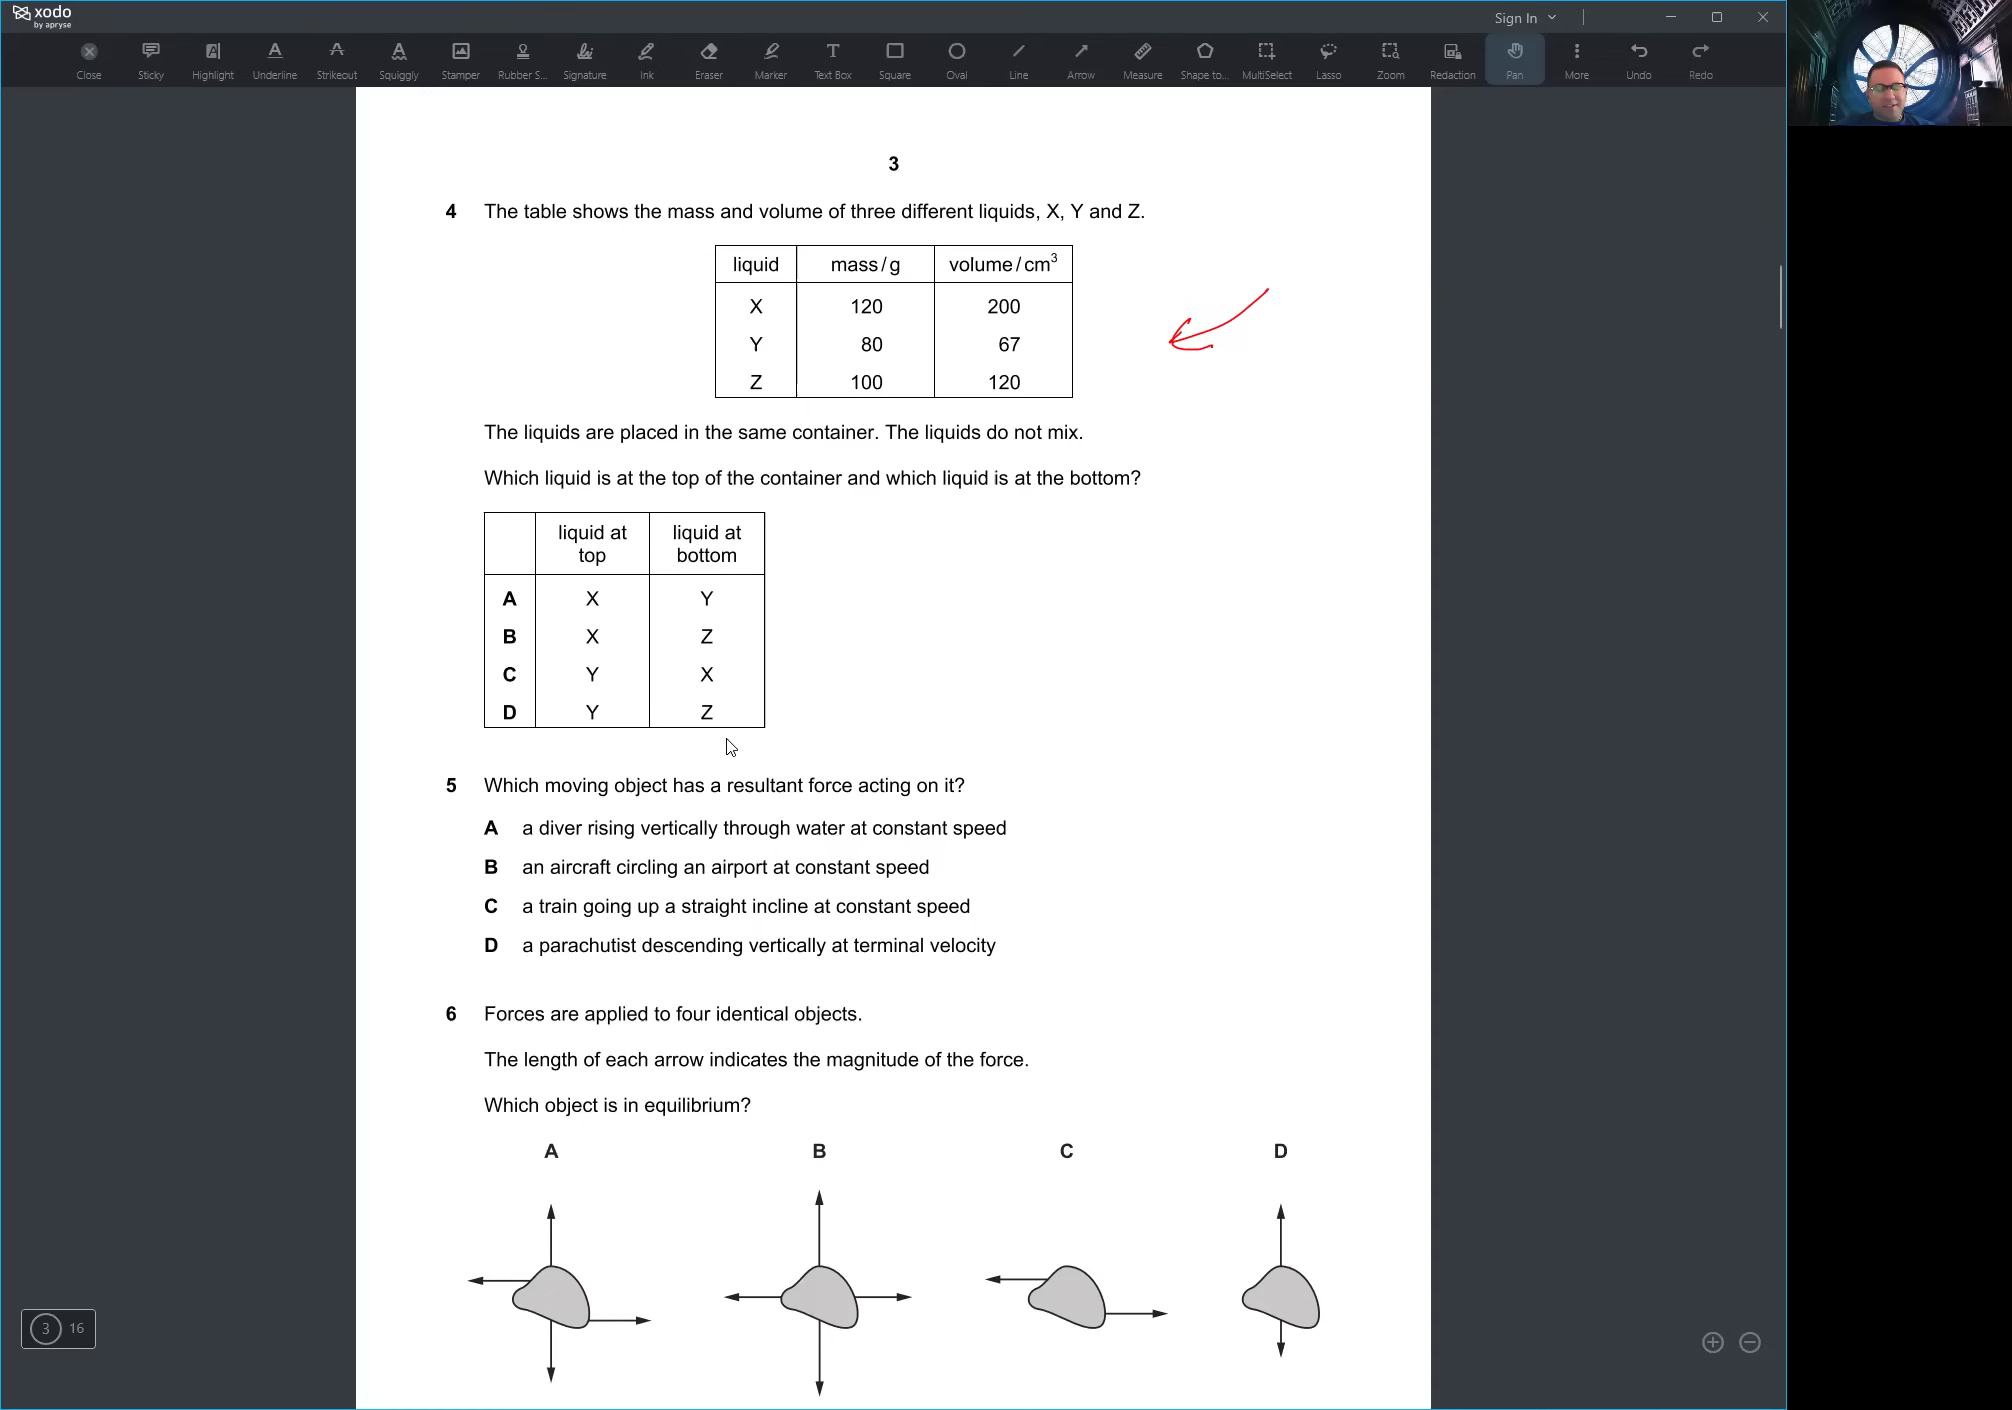 xodo
by apryse
Sign In
Close Sticky Highlight Underline Strikeout Squiggly Stamper Rubber S... Signature Ink Eraser Marker Text Box Square Oval Line Arrow Measure Shape to... MultiSelect Lasso Zoom Redaction Pan More Undo Redo
3
4 The table shows the mass and volume of three different liquids, X, Y and Z.
liquid mass / g volume / cm³
X 120 200
Y 80 67
Z 100 120
The liquids are placed in the same container. The liquids do not mix.
Which liquid is at the top of the container and which liquid is at the bottom?
liquid at liquid at
top bottom
A X Y
B X Z
C Y X
D Y Z
5 Which moving object has a resultant force acting on it?
A a diver rising vertically through water at constant speed
B an aircraft circling an airport at constant speed
C a train going up a straight incline at constant speed
D a parachutist descending vertically at terminal velocity
6 Forces are applied to four identical objects.
The length of each arrow indicates the magnitude of the force.
Which object is in equilibrium?
A B C D
3 16